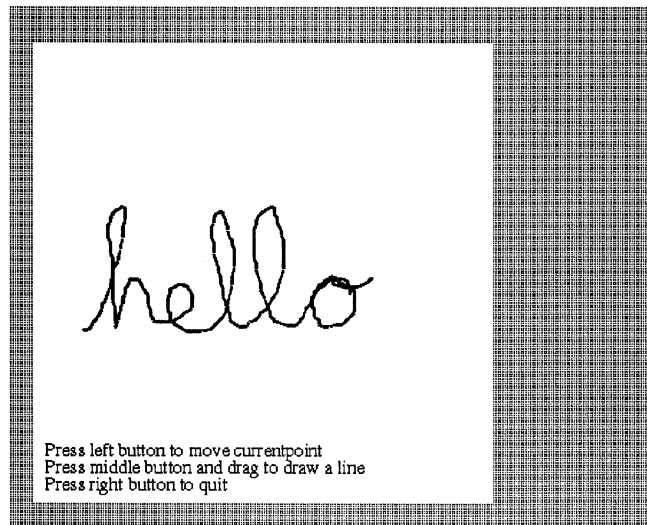 hello
Press left button to move currentpoint
Press middle button and drag to draw a line
Press right button to quit